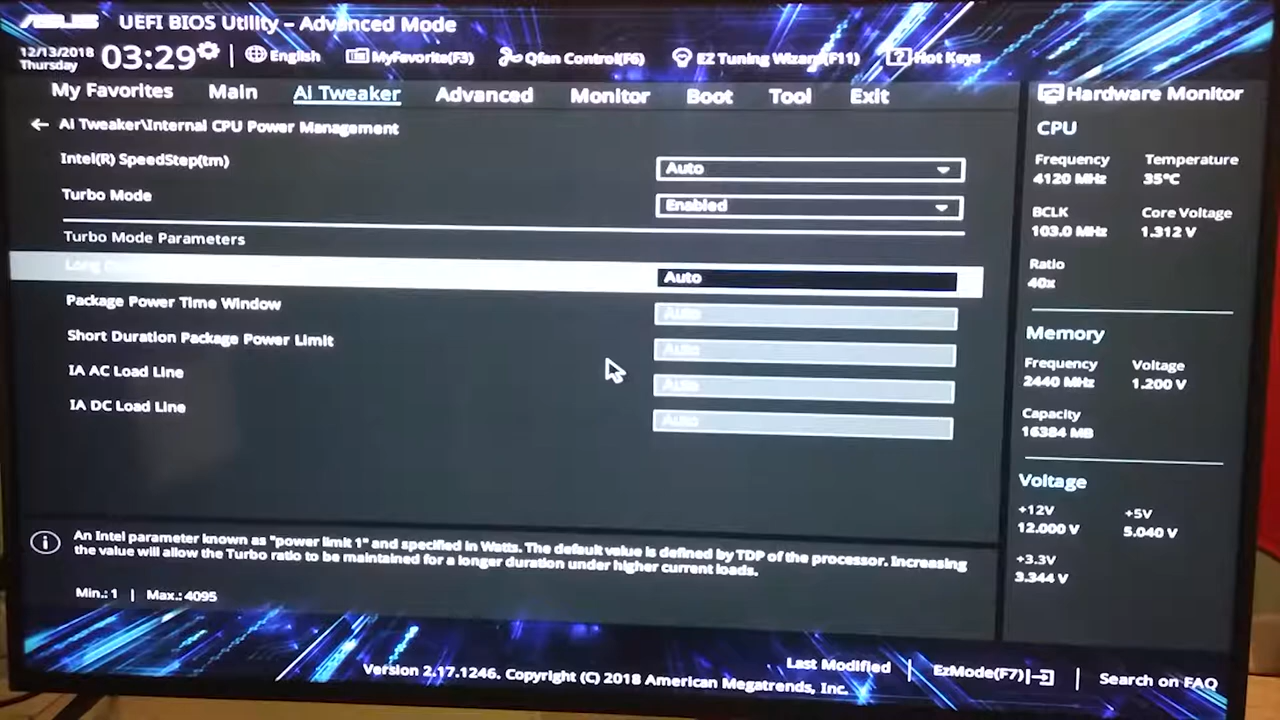 ASUS UEFI BIOS Utility – Advanced Mode
12/13/2018
Thursday
03:29
English
MyFavorite(F3)
Qfan Control(F6)
EZ Tuning Wizard(F11)
Hot Keys
My Favorites Main Ai Tweaker Advanced Monitor Boot Tool Exit
Ai Tweaker\Internal CPU Power Management
Intel(R) SpeedStep(tm) Auto
Turbo Mode Enabled
Turbo Mode Parameters
Long Auto
Package Power Time Window Auto
Short Duration Package Power Limit Auto
IA AC Load Line Auto
IA DC Load Line Auto
An Intel parameter known as "power limit 1" and specified in Watts. The default value is defined by TDP of the processor. Increasing
the value will allow the Turbo ratio to be maintained for a longer duration under higher current loads.
Min.: 1 | Max.: 4095
Hardware Monitor
CPU
Frequency Temperature
4120 MHz 35°C
BCLK Core Voltage
103.0 MHz 1.312 V
Ratio
40x
Memory
Frequency Voltage
2440 MHz 1.200 V
Capacity
16384 MB
Voltage
+12V +5V
12.000 V 5.040 V
+3.3V
3.344 V
Last Modified | EzMode(F7) | Search on FAQ
Version 2.17.1246. Copyright (C) 2018 American Megatrends, Inc.